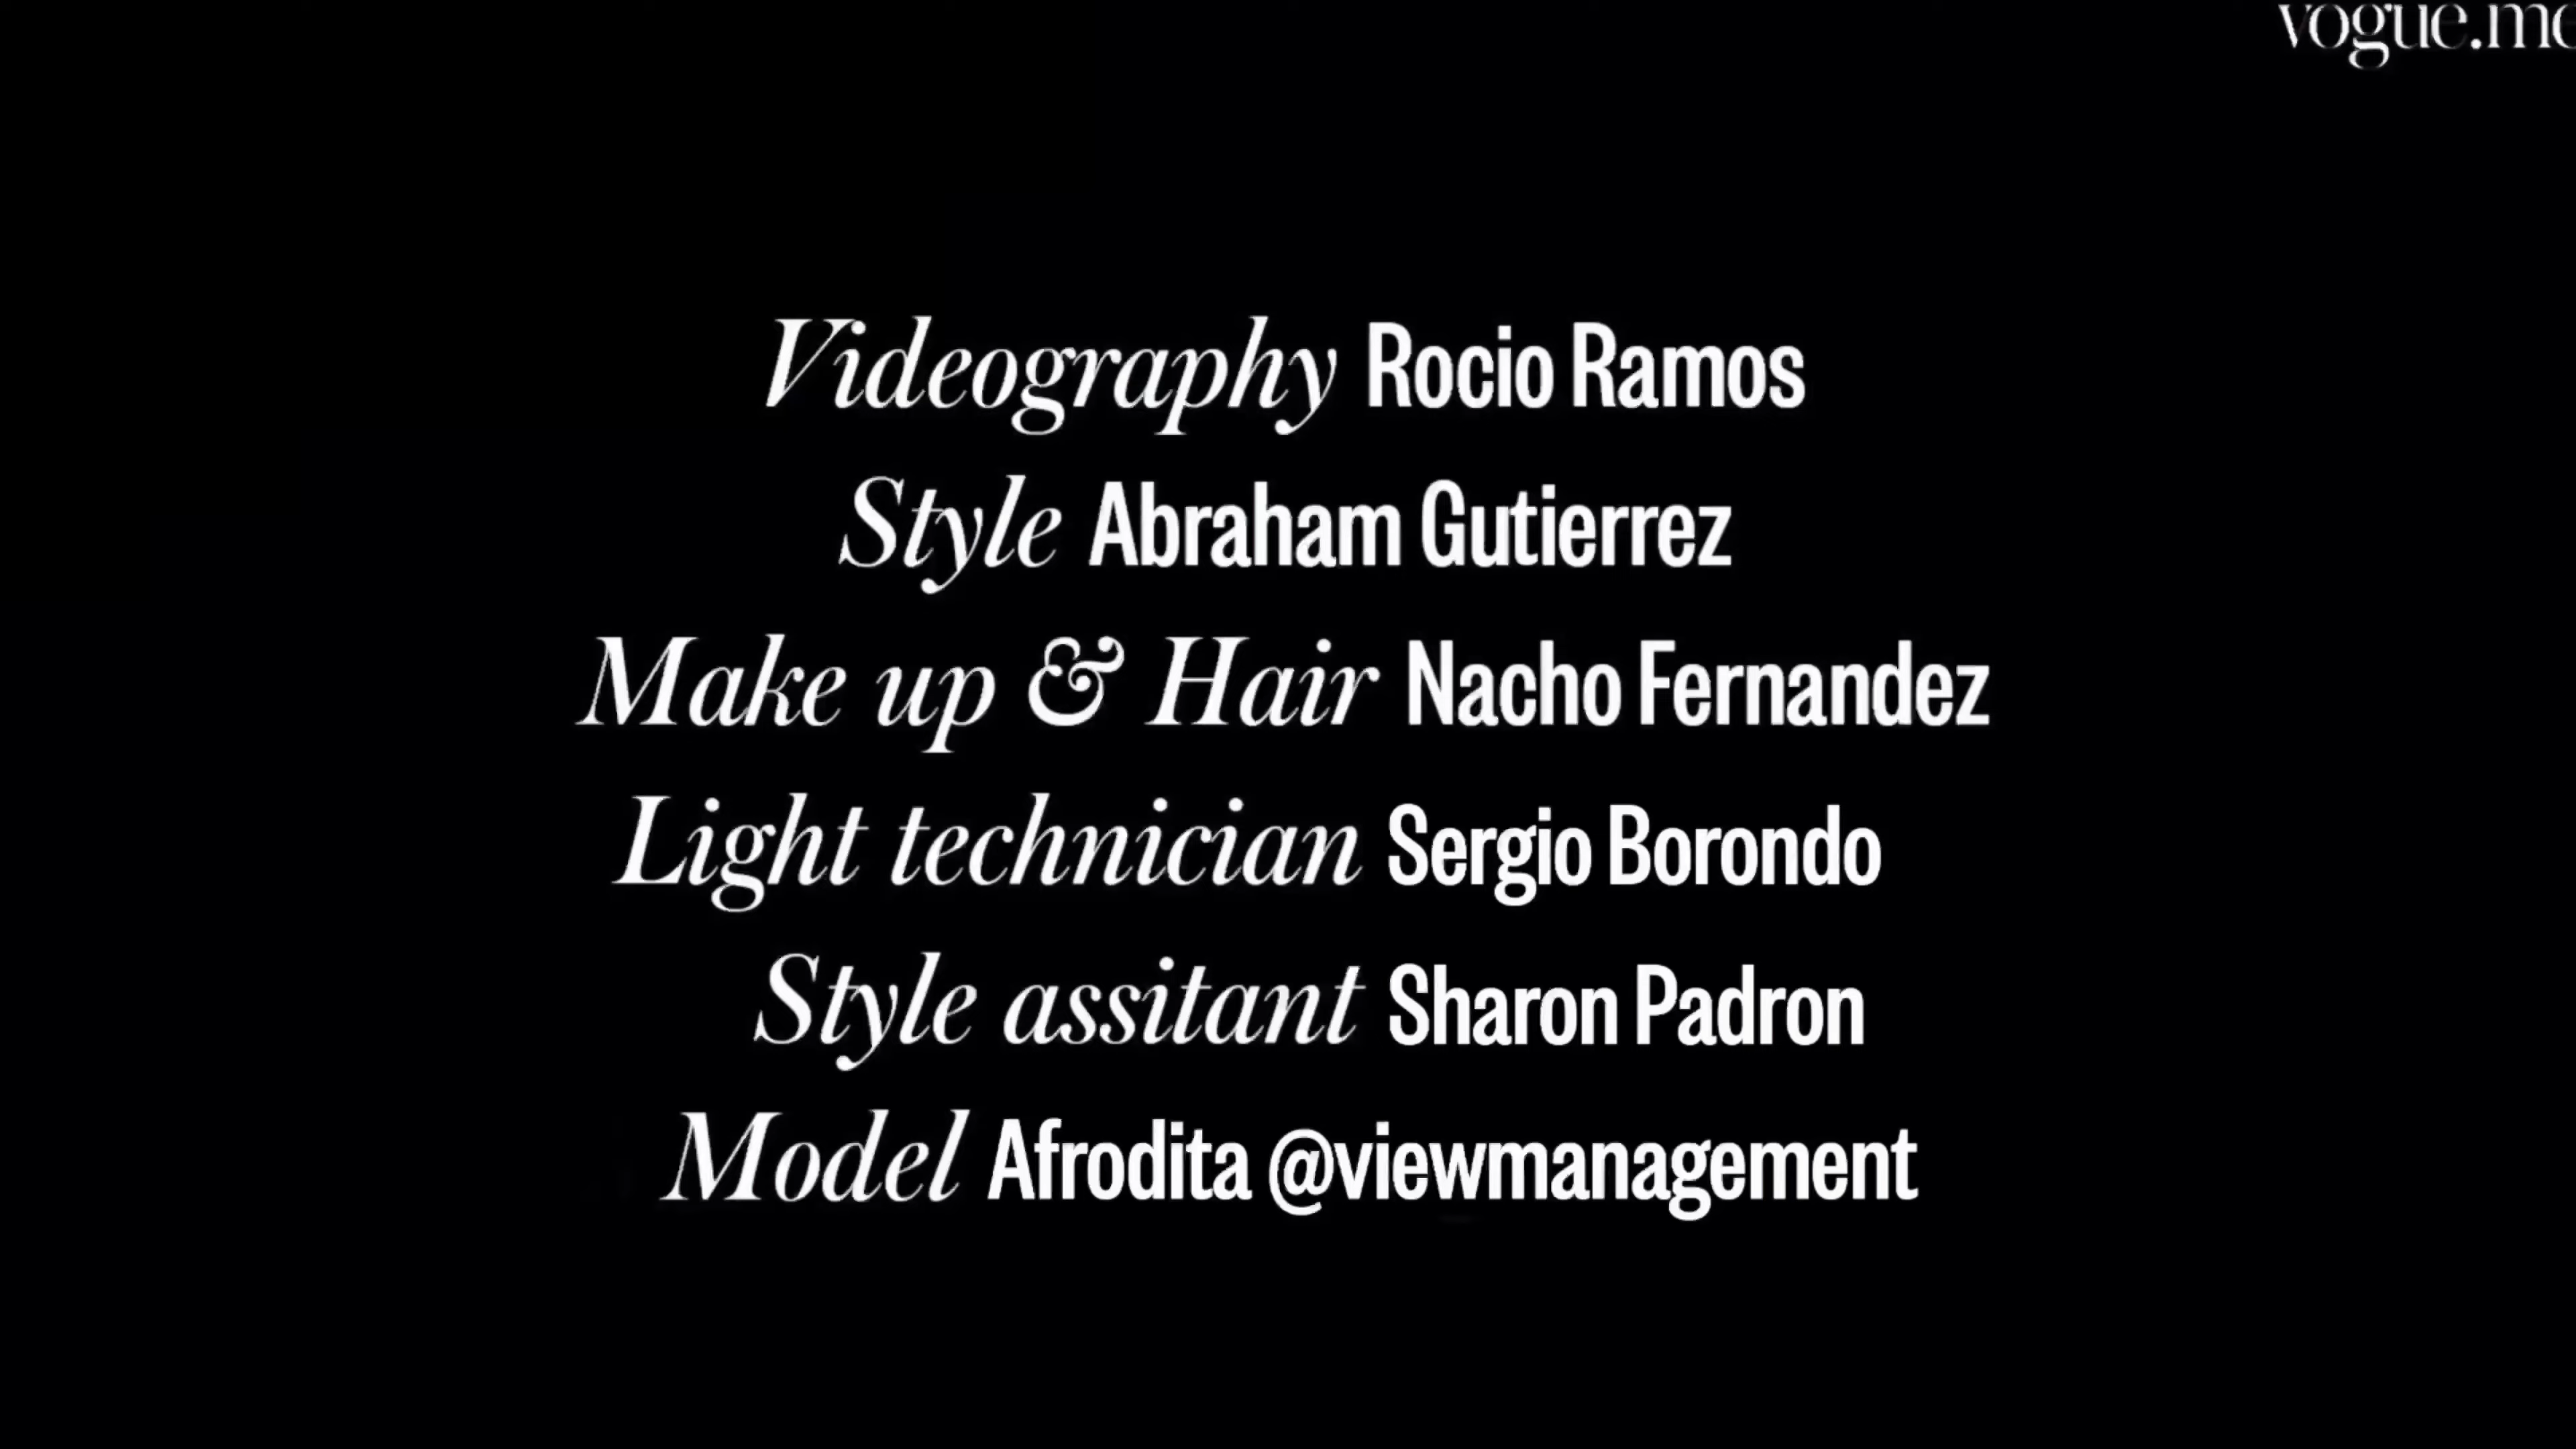 vogue.me
Videography Rocio Ramos
Style Abraham Gutierrez
Make up & Hair Nacho Fernandez
Light technician Sergio Borondo
Style assitant Sharon Padron
Model Afrodita @viewmanagement